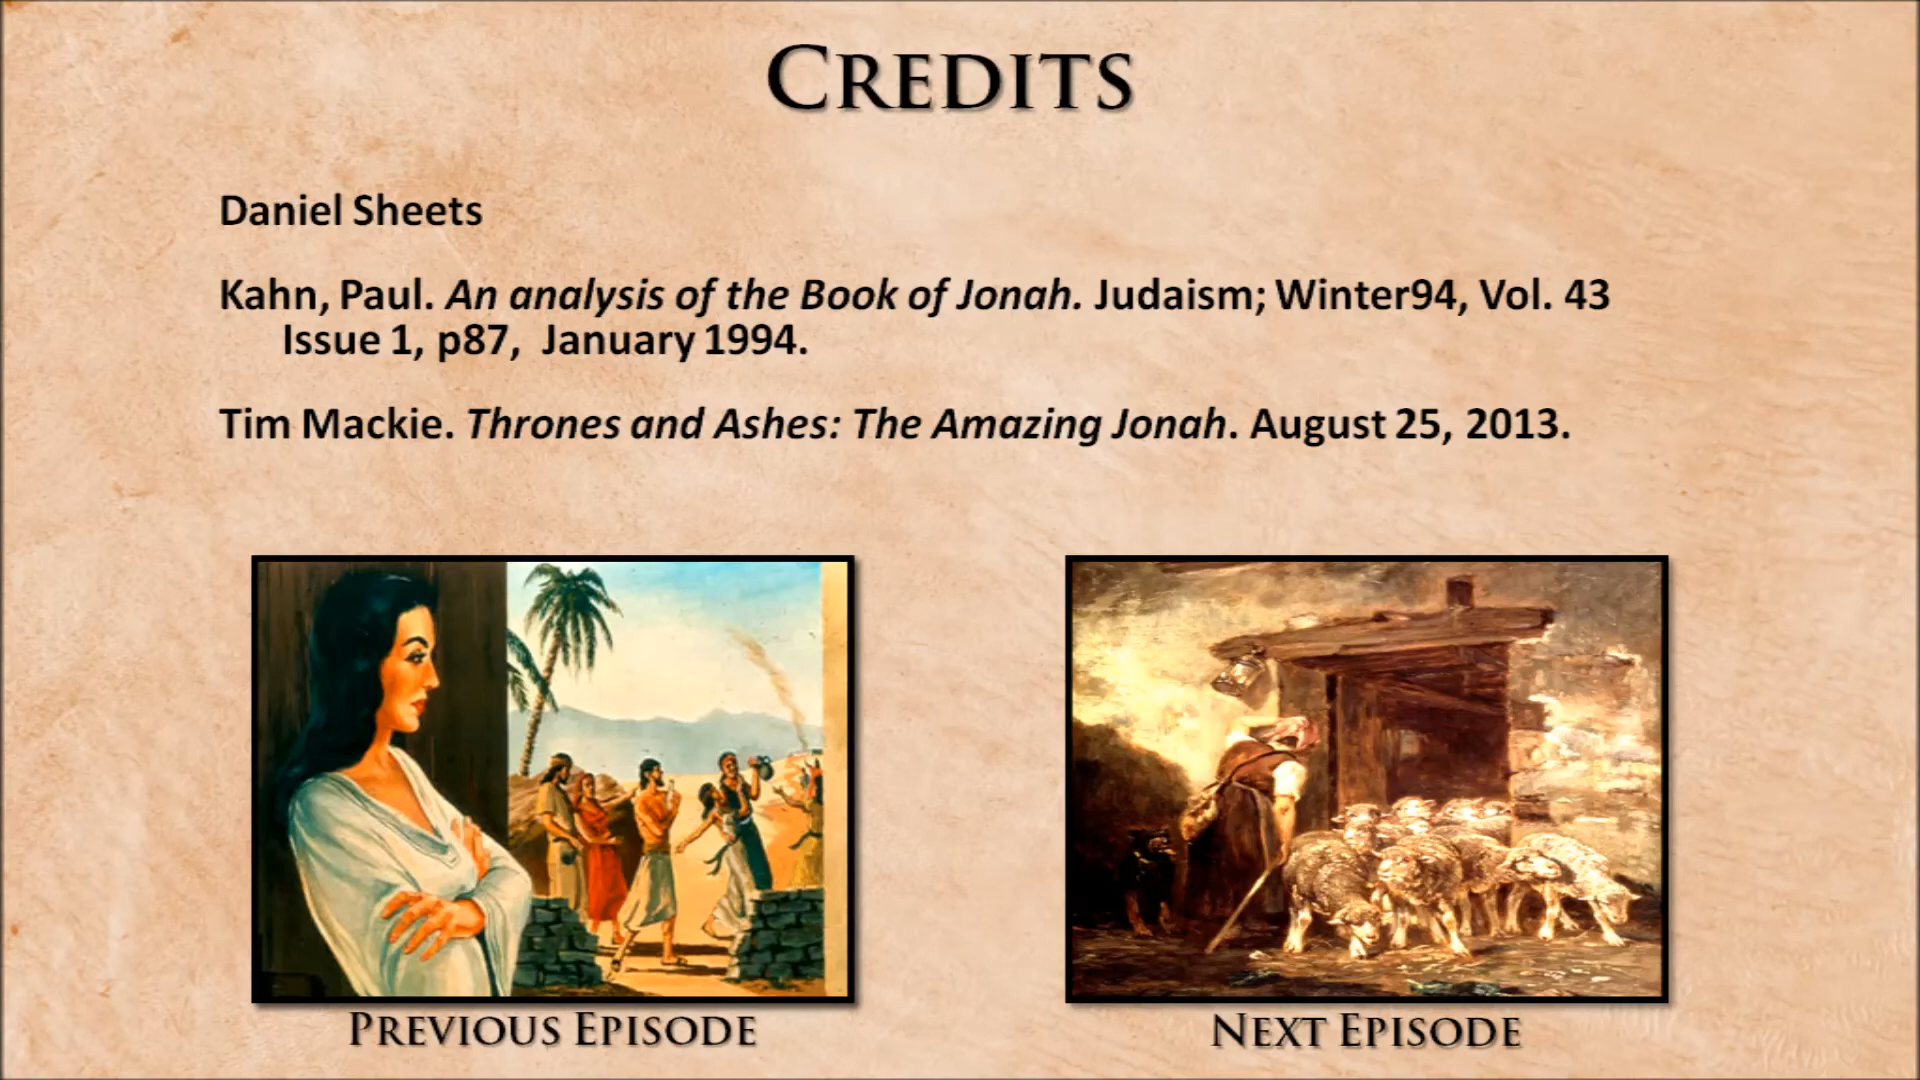 CREDITS
Daniel Sheets
Kahn, Paul. An analysis of the Book of Jonah. Judaism; Winter94, Vol. 43
Issue 1, p87, January 1994.
Tim Mackie. Thrones and Ashes: The Amazing Jonah. August 25, 2013.
PREVIOUS EPISODE
NEXT EPISODE